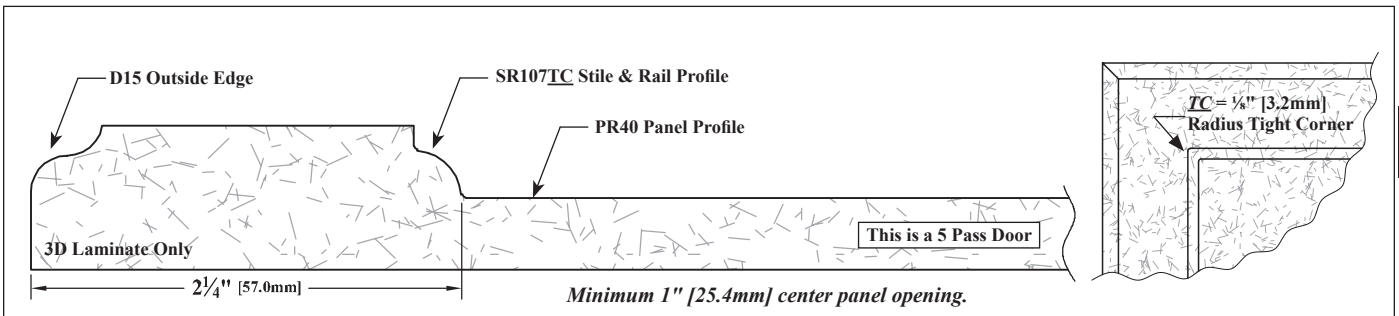 D15 Outside Edge
SR107TC Stile & Rail Profile
PR40 Panel Profile
TC = ⅛" [3.2mm]
Radius Tight Corner
3D Laminate Only
This is a 5 Pass Door
2¼" [57.0mm]
Minimum 1" [25.4mm] center panel opening.